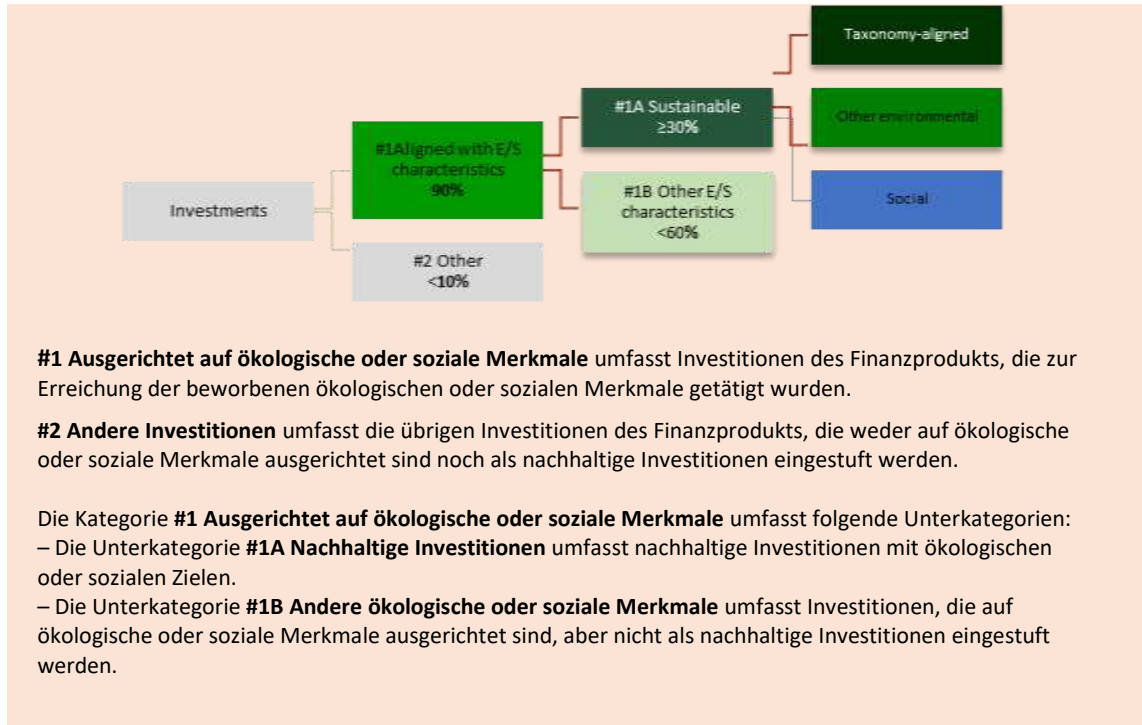 Taxonomy-aligned
#1A Sustainable
≥30%
Other environmental
#1Aligned with E/S
characteristics
90%
Investments
#1B Other E/S
characteristics
<60%
Social
#2 Other
<10%
#1 Ausgerichtet auf ökologische oder soziale Merkmale umfasst Investitionen des Finanzprodukts, die zur
Erreichung der beworbenen ökologischen oder sozialen Merkmale getätigt wurden.
#2 Andere Investitionen umfasst die übrigen Investitionen des Finanzprodukts, die weder auf ökologische
oder soziale Merkmale ausgerichtet sind noch als nachhaltige Investitionen eingestuft werden.
Die Kategorie #1 Ausgerichtet auf ökologische oder soziale Merkmale umfasst folgende Unterkategorien:
– Die Unterkategorie #1A Nachhaltige Investitionen umfasst nachhaltige Investitionen mit ökologischen
oder sozialen Zielen.
– Die Unterkategorie #1B Andere ökologische oder soziale Merkmale umfasst Investitionen, die auf
ökologische oder soziale Merkmale ausgerichtet sind, aber nicht als nachhaltige Investitionen eingestuft
werden.